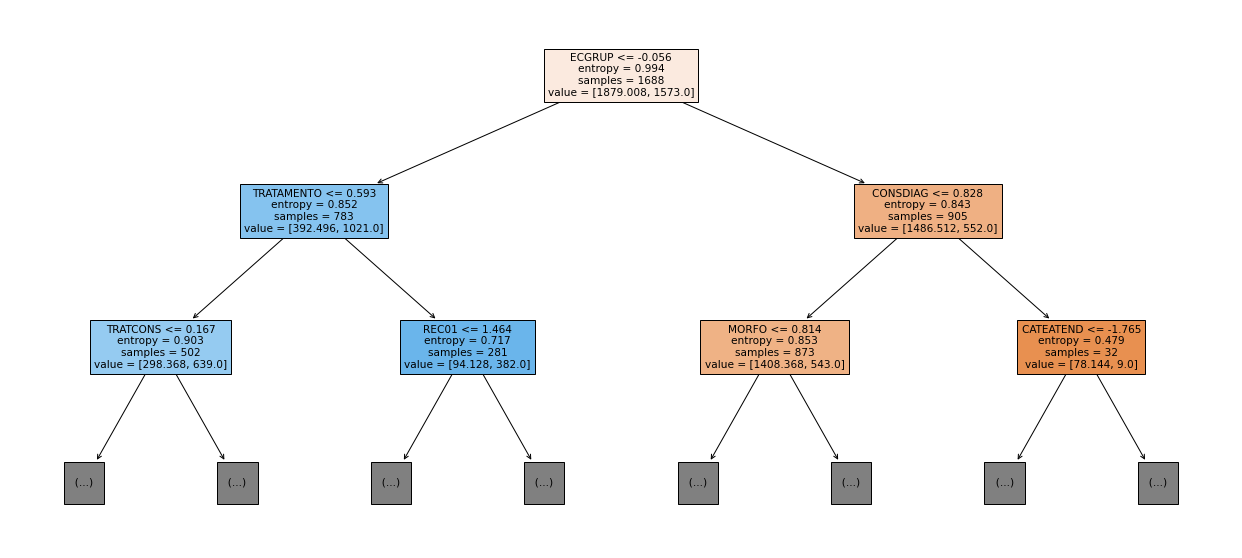 ECGRUP <= -0.056
entropy = 0.994
samples = 1688
value = [1879.008, 1573.0]
TRATAMENTO <= 0.593
entropy = 0.852
samples = 783
value = [392.496, 1021.0]
CONSDIAG <= 0.828
entropy = 0.843
samples = 905
value = [1486.512, 552.0]
TRATCONS <= 0.167
entropy = 0.903
samples = 502
value = [298.368, 639.0]
REC01 <= 1.464
entropy = 0.717
samples = 281
value = [94.128, 382.0]
MORFO <= 0.814
entropy = 0.853
samples = 873
value = [1408.368, 543.0]
CATEATEND <= -1.765
entropy = 0.479
samples = 32
value = [78.144, 9.0]
(...)
(...)
(...)
(...)
(...)
(...)
(...)
(...)